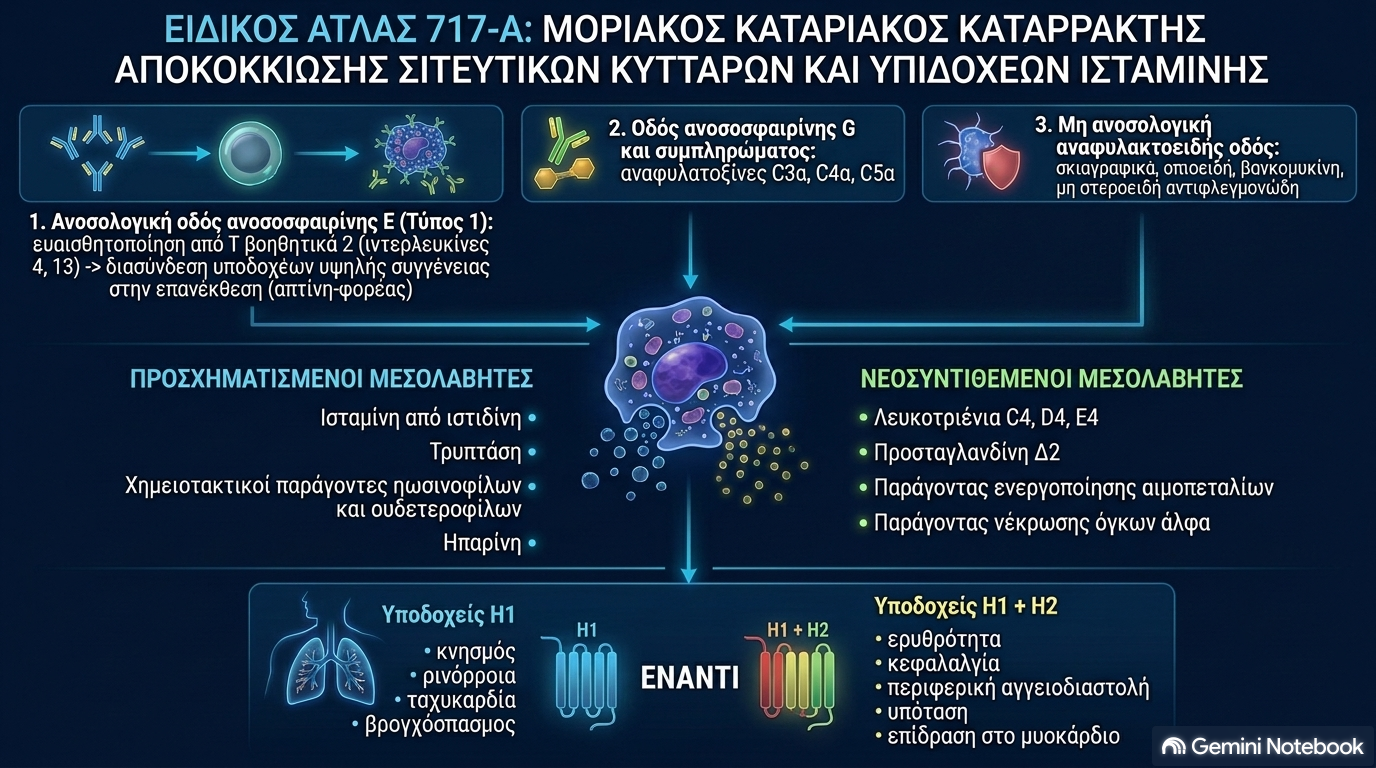 ΕΙΔΙΚΟΣ ΑΤΛΑΣ 717-Α: ΜΟΡΙΑΚΟΣ ΚΑΤΑΡΙΑΚΟΣ ΚΑΤΑΡΡΑΚΤΗΣ
ΑΠΟΚΟΚΚΙΩΣΗΣ ΣΙΤΕΥΤΙΚΩΝ ΚΥΤΤΑΡΩΝ ΚΑΙ ΥΠΙΔΟΧΕΩΝ ΙΣΤΑΜΙΝΗΣ
1. Ανοσολογική οδός ανοσοσφαιρίνης Ε (Τύπος 1):
ευαισθητοποίηση από Τ βοηθητικά 2 (ιντερλευκίνες
4, 13) -> διασύνδεση υποδοχέων υψηλής συγγένειας
στην επανέκθεση (απτίνη-φορέας)
2. Οδός ανοσοσφαιρίνης G
και συμπληρώματος:
αναφυλατοξίνες C3α, C4α, C5α
3. Μη ανοσολογική
αναφυλακτοειδής οδός:
σκιαγραφικά, οπιοειδή, βανκομυκίνη,
μη στεροειδή αντιφλεγμονώδη
ΠΡΟΣΧΗΜΑΤΙΣΜΕΝΟΙ ΜΕΣΟΛΑΒΗΤΕΣ
Ισταμίνη από ιστιδίνη •
Τρυπτάση •
Χημειοτακτικοί παράγοντες ηωσινοφίλων •
και ουδετεροφίλων
Ηπαρίνη •
ΝΕΟΣΥΝΤΙΘΕΜΕΝΟΙ ΜΕΣΟΛΑΒΗΤΕΣ
• Λευκοτριένια C4, D4, E4
• Προσταγλανδίνη Δ2
• Παράγοντας ενεργοποίησης αιμοπεταλίων
• Παράγοντας νέκρωσης όγκων άλφα
Υποδοχείς H1
• κνησμός
• ρινόρροια
• ταχυκαρδία
• βρογχόσπασμος
H1
ΕΝΑΝΤΙ
H1 + H2
Υποδοχείς H1 + H2
• ερυθρότητα
• κεφαλαλγία
• περιφερική αγγειοδιαστολή
• υπόταση
• επίδραση στο μυοκάρδιο
Gemini Notebook